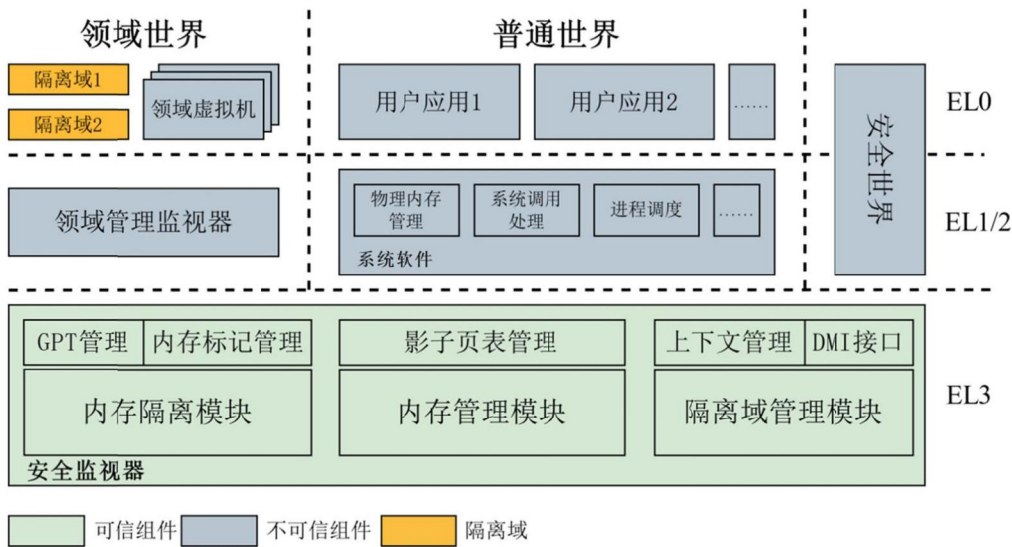 领域世界
普通世界
隔离域1
隔离域2
领域虚拟机
用户应用1
用户应用2
……
安全世界
EL0
领域管理监视器
物理内存
管理
系统调用
处理
进程调度
……
系统软件
EL1/2
GPT管理
内存标记管理
影子页表管理
上下文管理
DMI接口
内存隔离模块
内存管理模块
隔离域管理模块
EL3
安全监视器
可信组件
不可信组件
隔离域